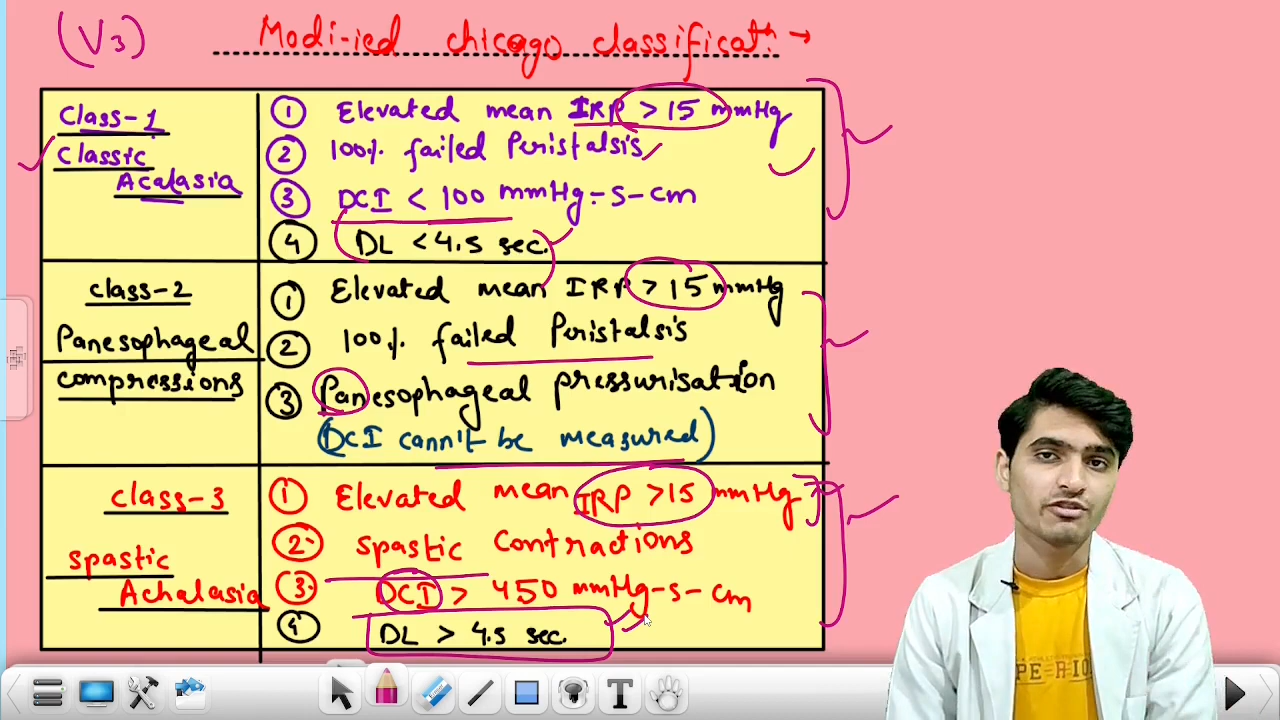 (V3) Modi-ied chicago classificatn →
Class-1
Classic
Acalasia
① Elevated mean IRP > 15 mmHg
② 100% failed Peristalsis
③ DCI < 100 mmHg-s-cm
④ DL < 4.5 sec.
class-2
Panesophageal
compressions
① Elevated mean IRP > 15 mmHg
② 100% failed Peristalsis
③ Panesophageal pressurisation
(DCI cann't be measured)
class-3
spastic
Achalasia
① Elevated mean IRP > 15 mmHg
② spastic contractions
③ DCI > 450 mmHg-s-cm
④ DL > 4.5 sec.
T